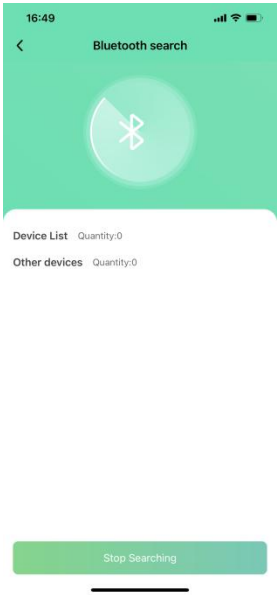 16:49
Bluetooth search
Device List Quantity:0
Other devices Quantity:0
Stop Searching